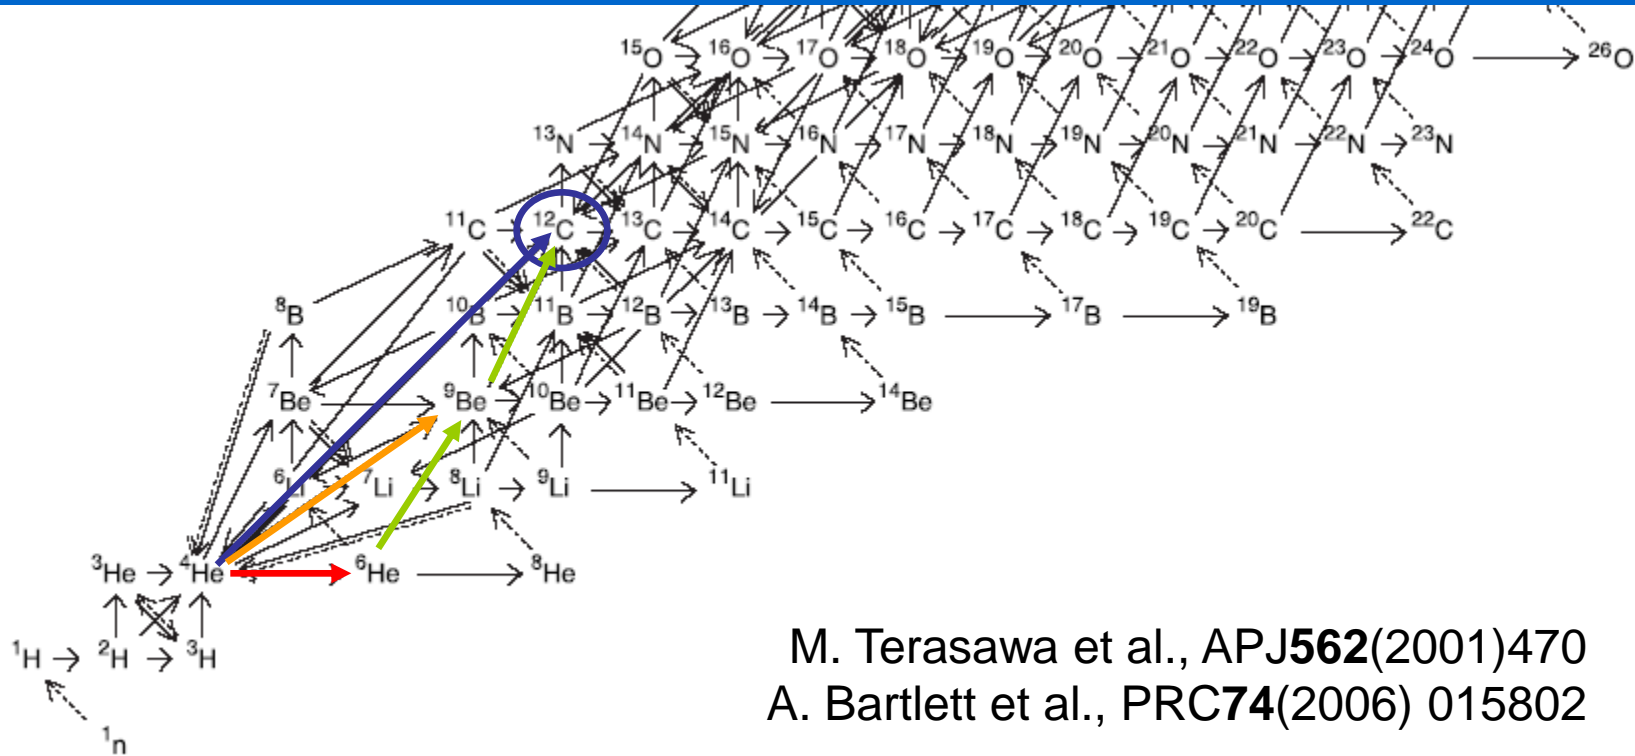 ¹⁵O ¹⁶O ¹⁷O ¹⁸O ¹⁹O ²⁰O ²¹O ²²O ²³O ²⁴O ²⁶O
¹³N ¹⁴N ¹⁵N ¹⁶N ¹⁷N ¹⁸N ¹⁹N ²⁰N ²¹N ²²N ²³N
¹¹C ¹²C ¹³C ¹⁴C ¹⁵C ¹⁶C ¹⁷C ¹⁸C ¹⁹C ²⁰C ²²C
⁸B ¹⁰B ¹¹B ¹²B ¹³B ¹⁴B ¹⁵B ¹⁷B ¹⁹B
⁷Be ⁹Be ¹⁰Be ¹¹Be ¹²Be ¹⁴Be
⁶Li ⁷Li ⁸Li ⁹Li ¹¹Li
³He ⁴He ⁶He ⁸He
¹H ²H ³H
¹n
M. Terasawa et al., APJ562(2001)470
A. Bartlett et al., PRC74(2006) 015802